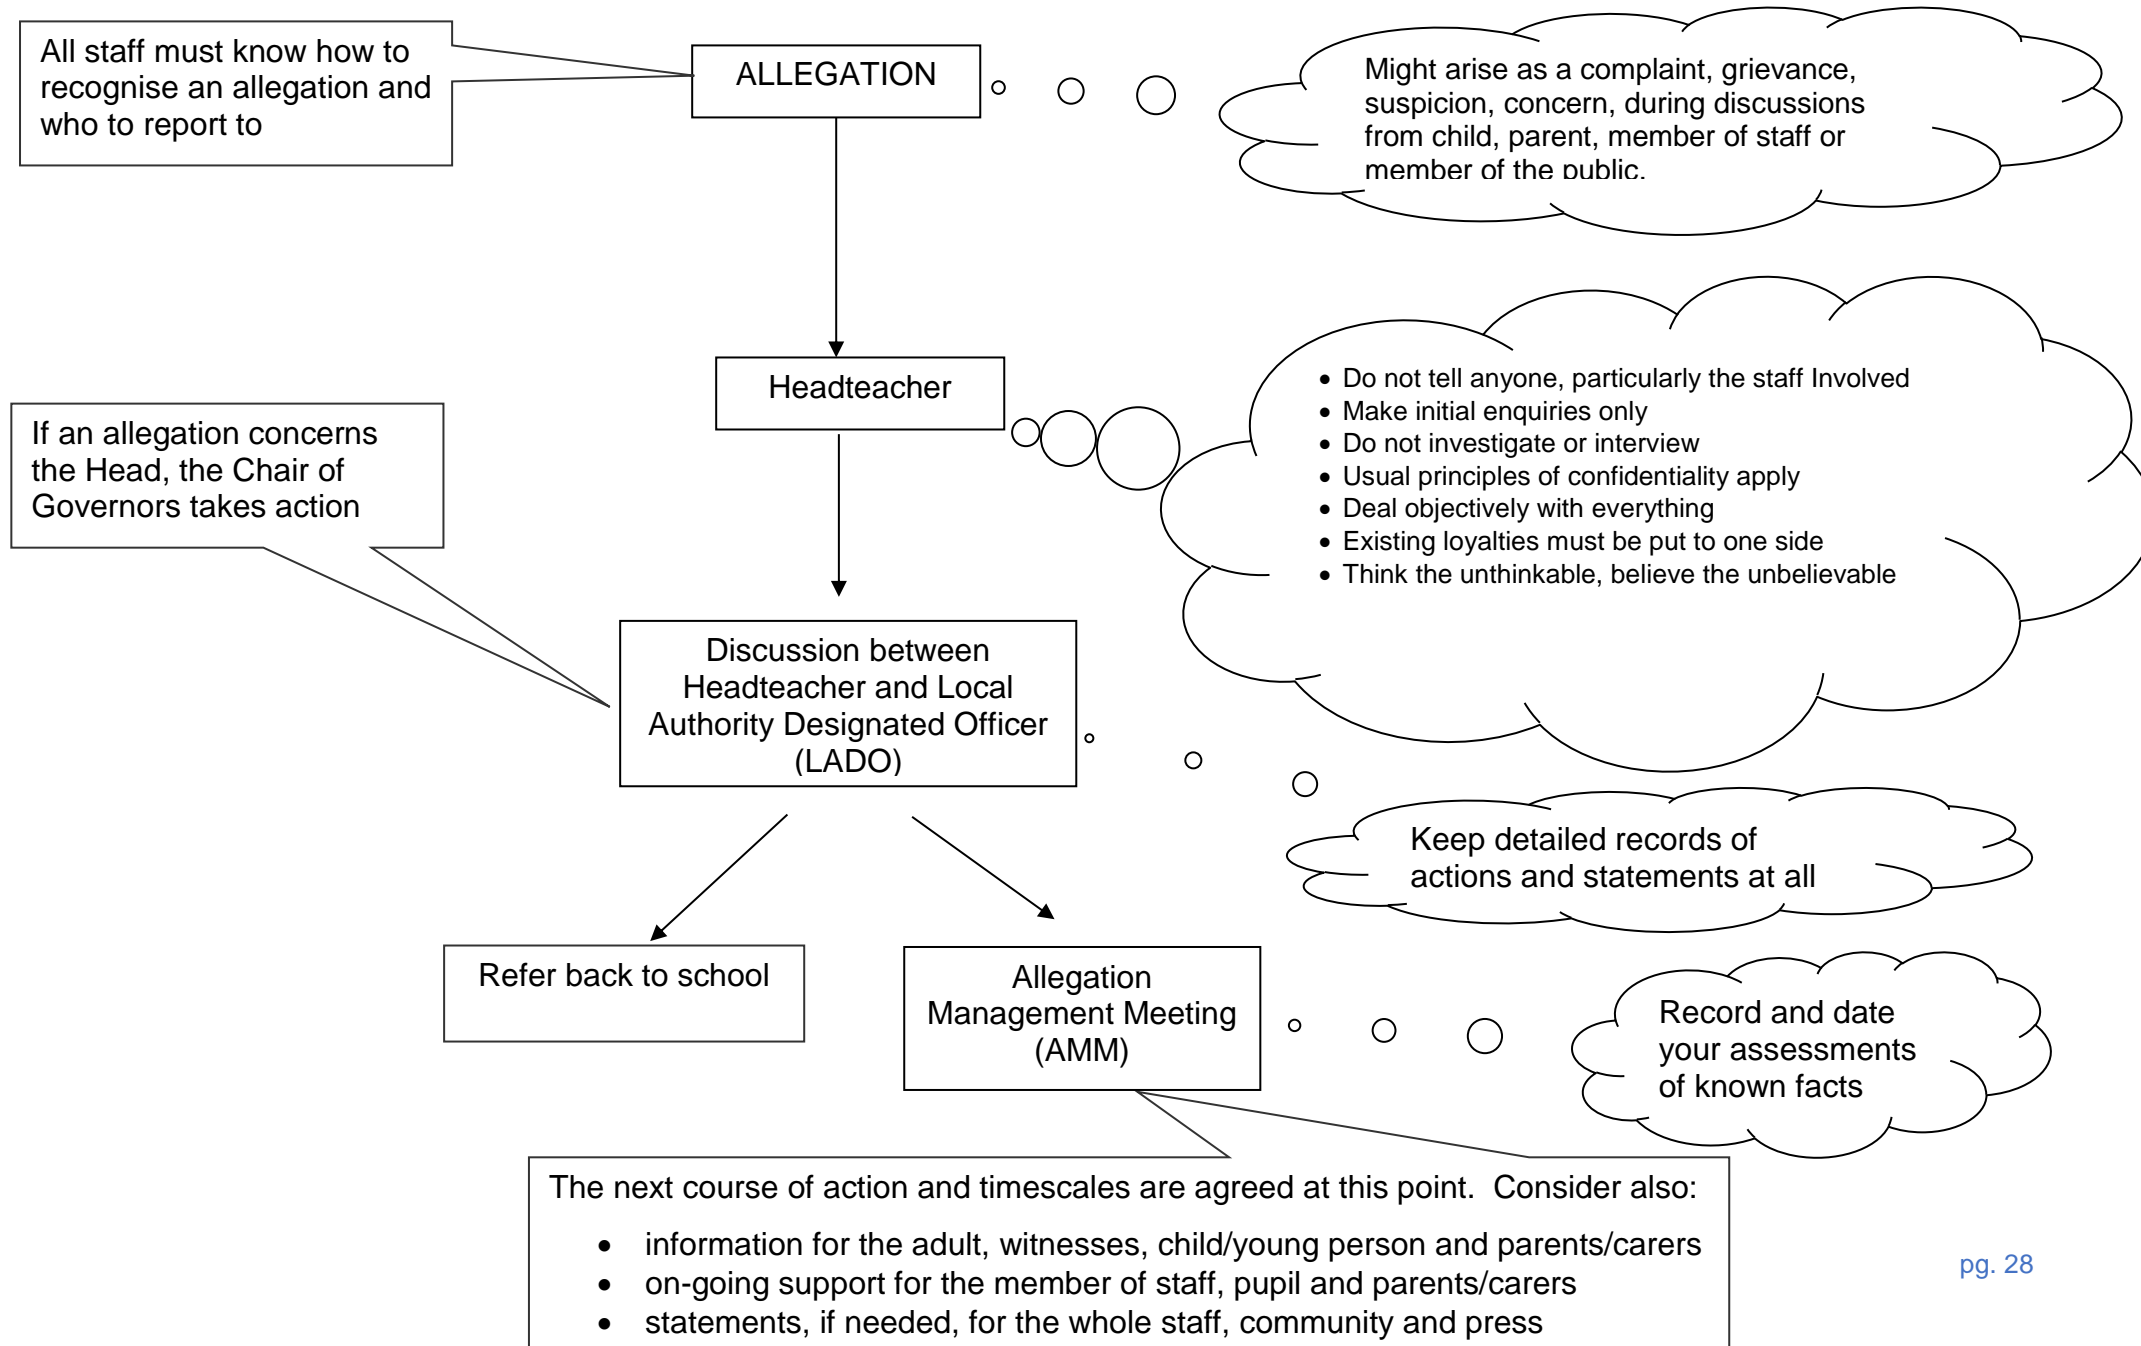 All staff must know how to
recognise an allegation and
who to report to
ALLEGATION
Might arise as a complaint, grievance,
suspicion, concern, during discussions
from child, parent, member of staff or
member of the public.
Headteacher
• Do not tell anyone, particularly the staff Involved
• Make initial enquiries only
• Do not investigate or interview
• Usual principles of confidentiality apply
• Deal objectively with everything
• Existing loyalties must be put to one side
• Think the unthinkable, believe the unbelievable
If an allegation concerns
the Head, the Chair of
Governors takes action
Discussion between
Headteacher and Local
Authority Designated Officer
(LADO)
Keep detailed records of
actions and statements at all
Refer back to school
Allegation
Management Meeting
(AMM)
Record and date
your assessments
of known facts
The next course of action and timescales are agreed at this point.  Consider also:
• information for the adult, witnesses, child/young person and parents/carers
• on-going support for the member of staff, pupil and parents/carers
• statements, if needed, for the whole staff, community and press
pg. 28